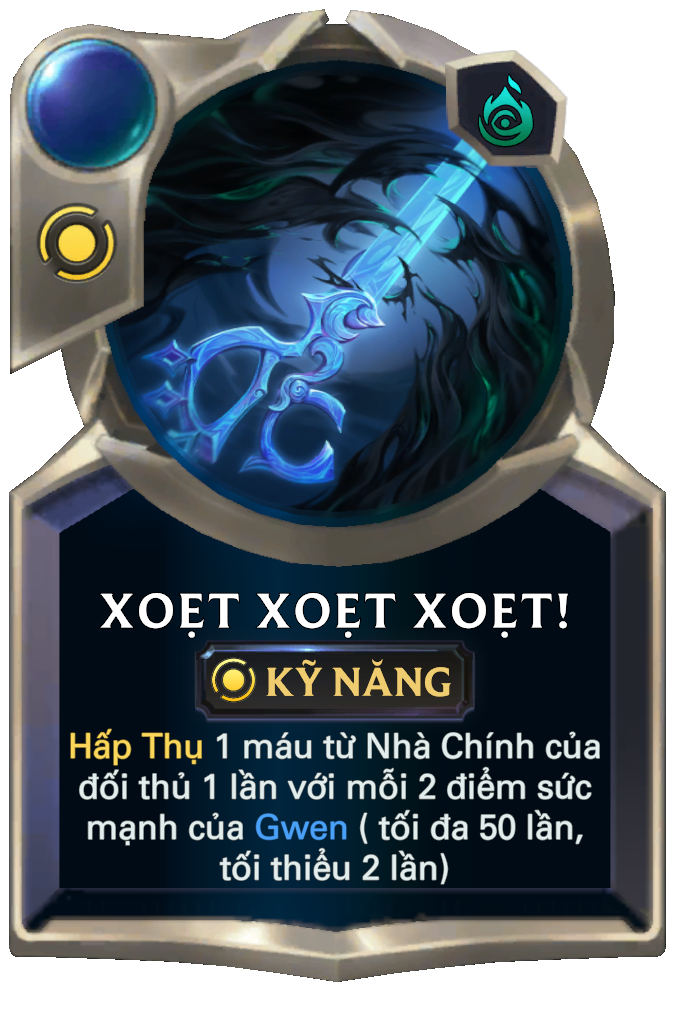 XOẸT XOẸT XOẸT!
KỸ NĂNG
Hấp Thụ 1 máu từ Nhà Chính của
đối thủ 1 lần với mỗi 2 điểm sức
mạnh của Gwen ( tối đa 50 lần,
tối thiểu 2 lần)